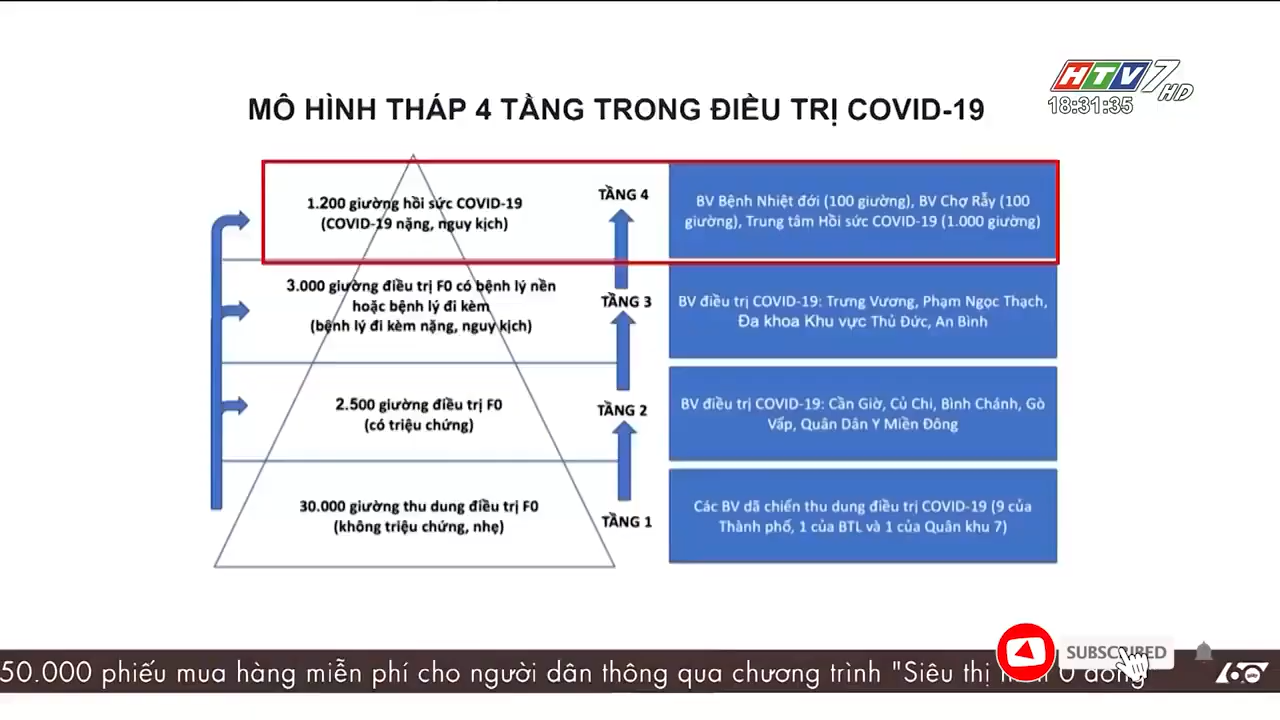 HTV7 HD
18:31:35
MÔ HÌNH THÁP 4 TẦNG TRONG ĐIỀU TRỊ COVID-19
1.200 giường hồi sức COVID-19
(COVID-19 nặng, nguy kịch)
TẦNG 4
BV Bệnh Nhiệt đới (100 giường), BV Chợ Rẫy (100
giường), Trung tâm Hồi sức COVID-19 (1.000 giường)
3.000 giường điều trị F0 có bệnh lý nền
hoặc bệnh lý đi kèm
(bệnh lý đi kèm nặng, nguy kịch)
TẦNG 3
BV điều trị COVID-19: Trưng Vương, Phạm Ngọc Thạch,
Đa khoa Khu vực Thủ Đức, An Bình
2.500 giường điều trị F0
(có triệu chứng)
TẦNG 2
BV điều trị COVID-19: Cần Giờ, Củ Chi, Bình Chánh, Gò
Vấp, Quân Dân Y Miền Đông
30.000 giường thu dung điều trị F0
(không triệu chứng, nhẹ)
TẦNG 1
Các BV dã chiến thu dung điều trị COVID-19 (9 của
Thành phố, 1 của BTL và 1 của Quân khu 7)
SUBSCRIBED
50.000 phiếu mua hàng miễn phí cho người dân thông qua chương trình "Siêu thị 0 đồng"